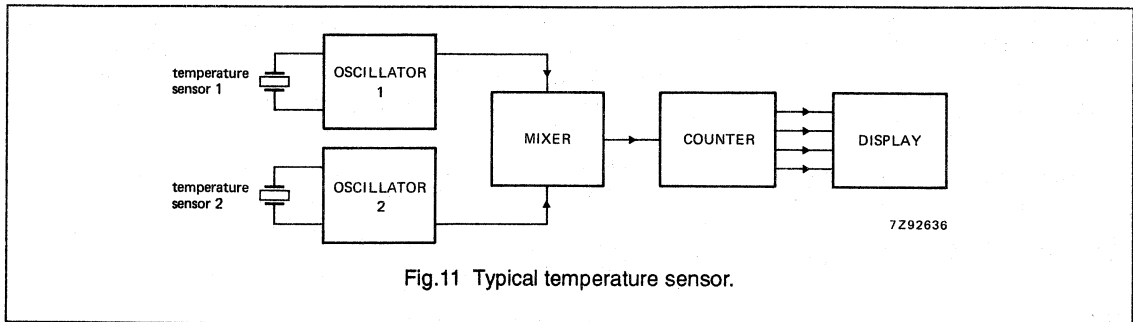 temperature
sensor 1
OSCILLATOR
1
MIXER
COUNTER
DISPLAY
temperature
sensor 2
OSCILLATOR
2
7Z92636
Fig.11 Typical temperature sensor.